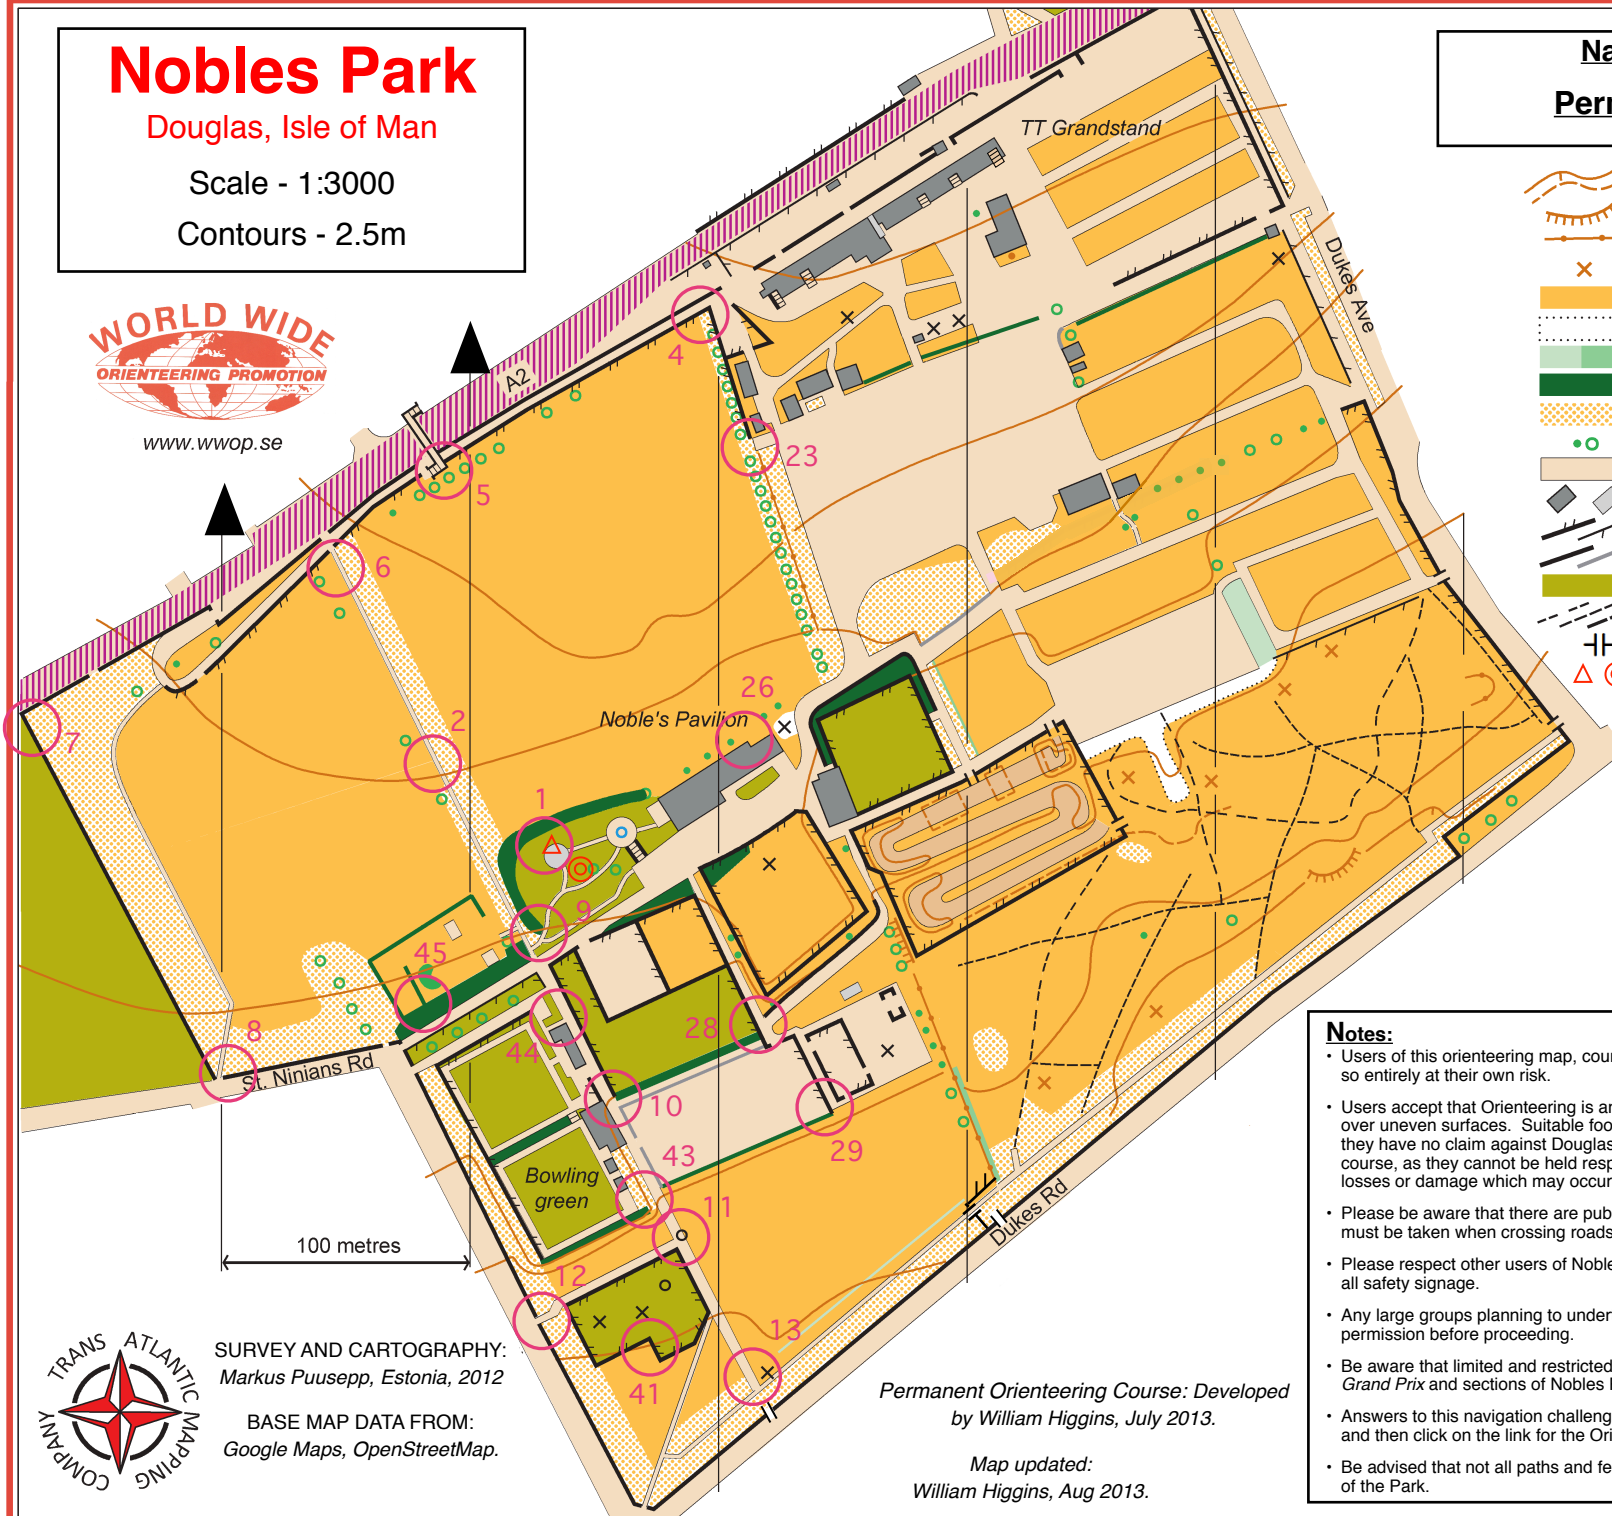 Nobles Park
Douglas, Isle of Man
Scale - 1:3000
Contours - 2.5m
WORLD WIDE
ORIENTEERING PROMOTION
www.wwop.se
TT Grandstand
Dukes Ave
A2
4
23
5
6
7
2
26
Noble's Pavilion
1
9
45
8
St. Ninians Rd
44
28
10
29
43
11
Bowling
green
12
13
41
Dukes Rd
100 metres
TRANS ATLANTIC MAPPING COMPANY
SURVEY AND CARTOGRAPHY:
Markus Puusepp, Estonia, 2012
BASE MAP DATA FROM:
Google Maps, OpenStreetMap.
Permanent Orienteering Course: Developed
by William Higgins, July 2013.
Map updated:
William Higgins, Aug 2013.
Na
Perr
Notes:
• Users of this orienteering map, cour
so entirely at their own risk.
• Users accept that Orienteering is an
over uneven surfaces. Suitable foo
they have no claim against Douglas
course, as they cannot be held resp
losses or damage which may occur
• Please be aware that there are pub
must be taken when crossing roads
• Please respect other users of Noble
all safety signage.
• Any large groups planning to under
permission before proceeding.
• Be aware that limited and restricted
Grand Prix and sections of Nobles P
• Answers to this navigation challeng
and then click on the link for the Ori
• Be advised that not all paths and fe
of the Park.